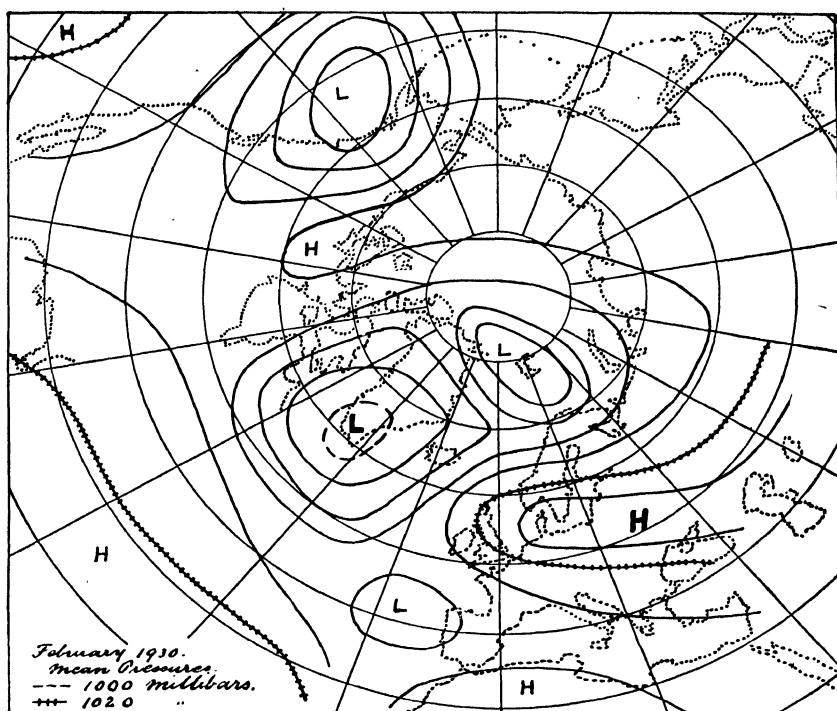 H
L
L
H
L
L
H
H
L
H
February 1930.
Mean Pressures.
--- 1000 Millibars.
1020 "